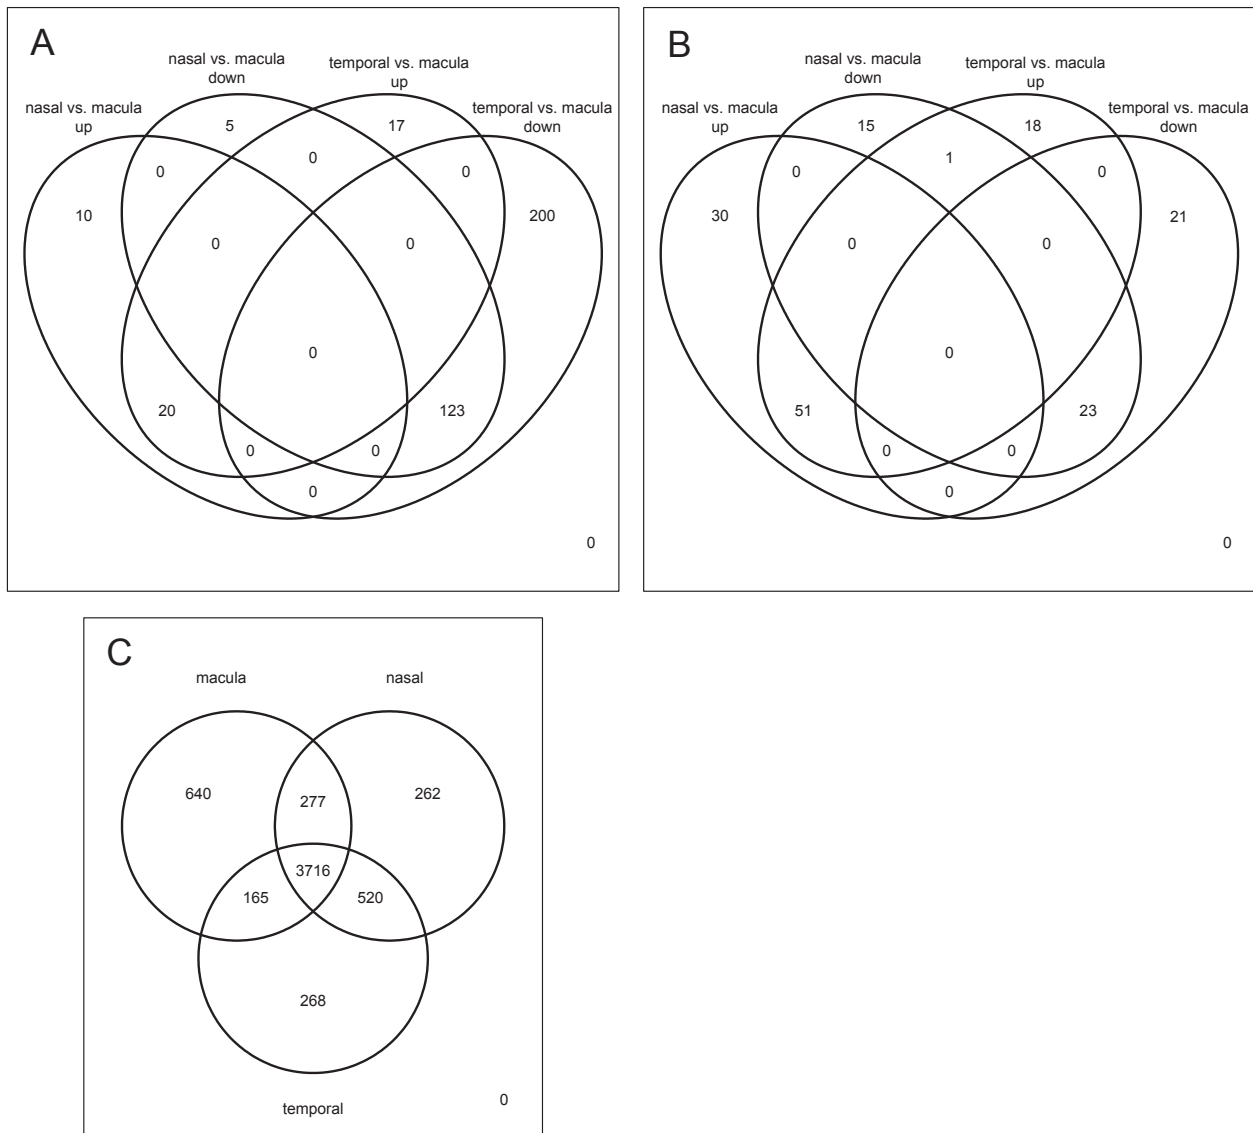 A
nasal vs. macula
down
temporal vs. macula
up
nasal vs. macula
up
temporal vs. macula
down
5
17
0
0
0
10
200
0
0
0
20
123
0
0
0
0
B
nasal vs. macula
down
temporal vs. macula
up
nasal vs. macula
up
temporal vs. macula
down
15
18
1
0
0
30
21
0
0
0
51
23
0
0
0
0
C
macula
nasal
640
277
262
3716
165
520
268
temporal
0